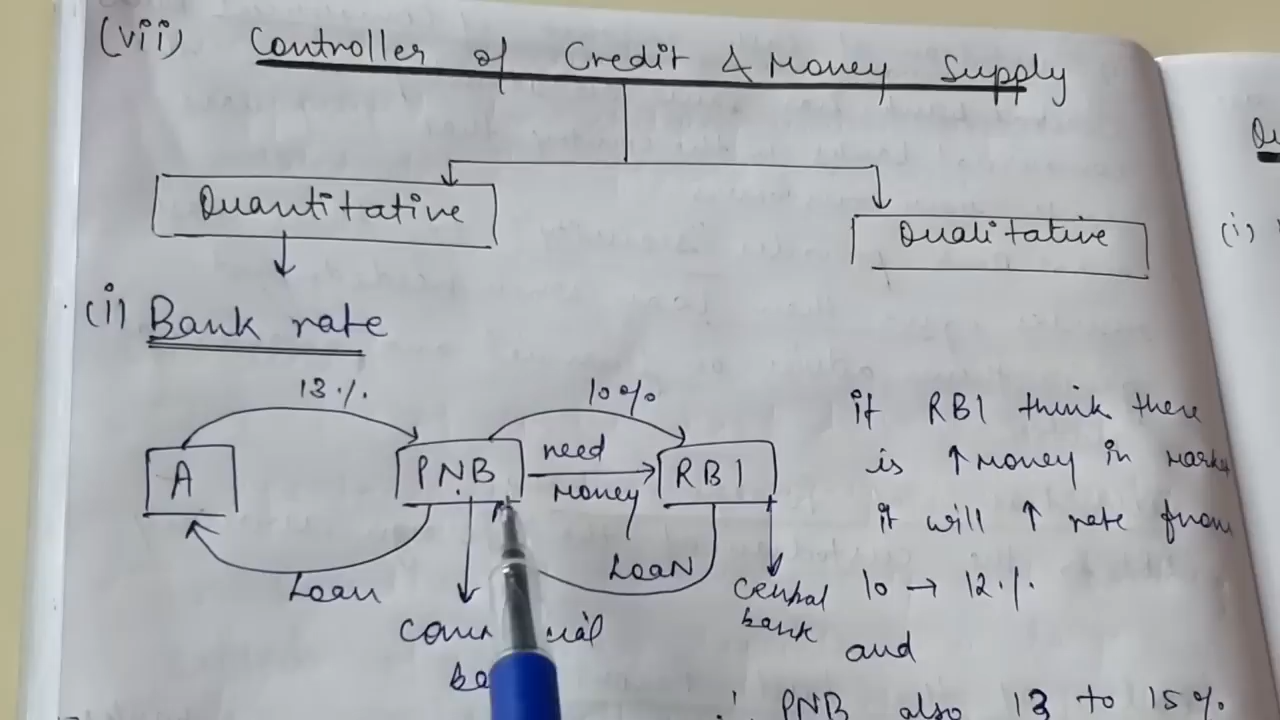 (vii) Controller of Credit & Money Supply
Quantitative
Qualitative
(i) Bank rate
13%
10%
A
PNB
need
Money
RBI
Loan
Loan
central
bank
if RBI think there
is ↑ Money in
it will ↑ rate from
10 → 12%
and
∴ PNB also 13 to 15%
(i)